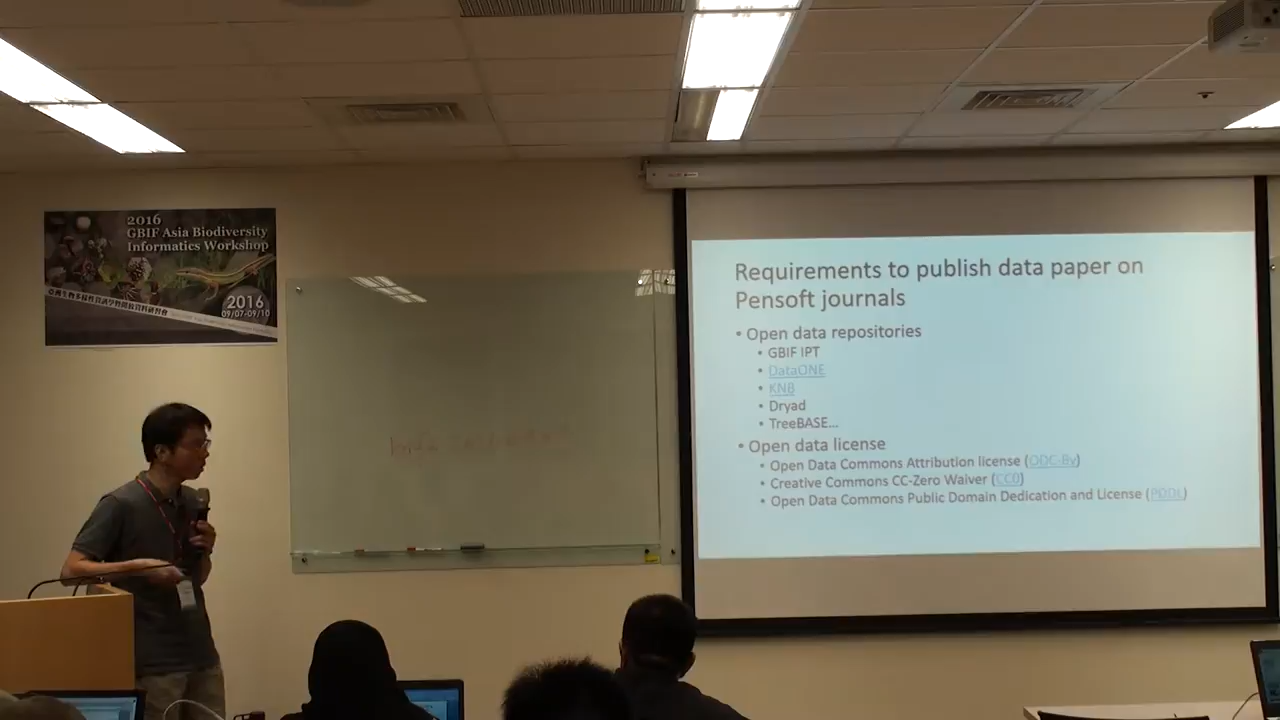 2016
GBIF Asia Biodiversity
Informatics Workshop
2016
09/07-09/10
Requirements to publish data paper on
Pensoft journals
• Open data repositories
• GBIF IPT
• DataONE
• KNB
• Dryad
• TreeBASE...
• Open data license
• Open Data Commons Attribution license (ODC-By)
• Creative Commons CC-Zero Waiver (CC0)
• Open Data Commons Public Domain Dedication and License (PDDL)